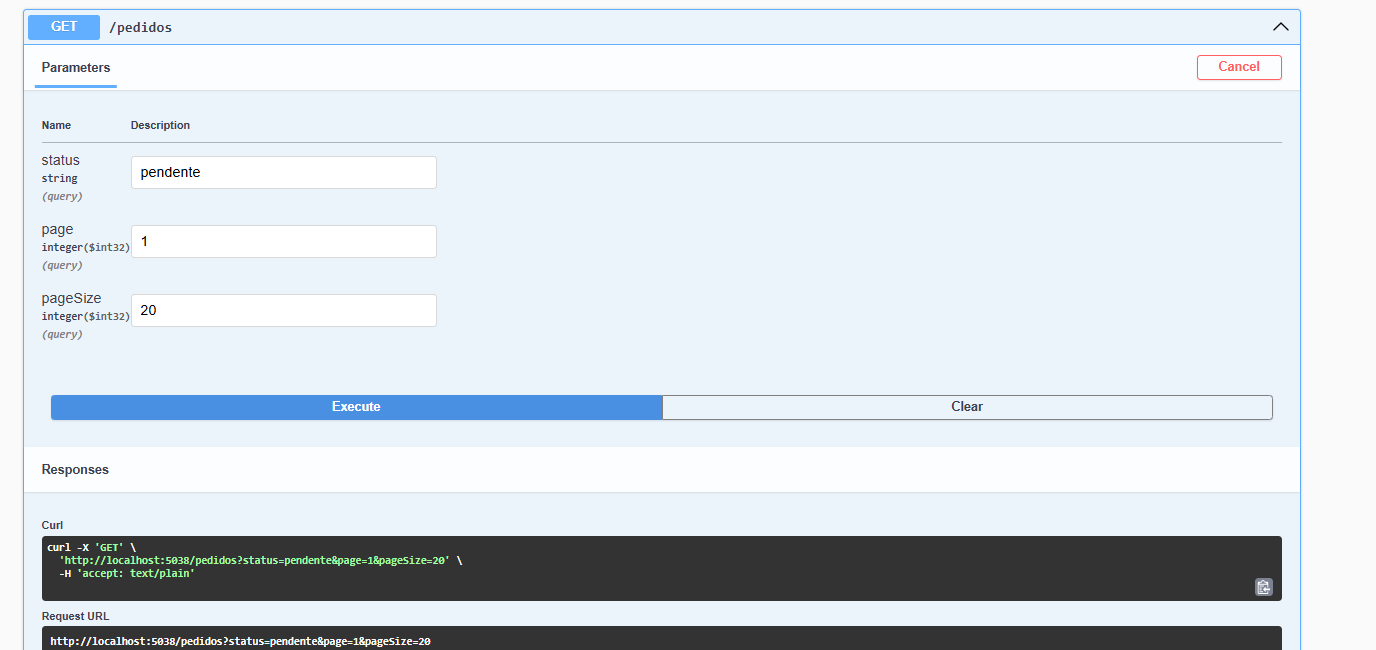 GET /pedidos
Parameters Cancel
Name Description
status
string
(query)
pendente
page
integer($int32)
(query)
1
pageSize
integer($int32)
(query)
20
Execute Clear
Responses
Curl
curl -X 'GET' \
'http://localhost:5038/pedidos?status=pendente&page=1&pageSize=20' \
-H 'accept: text/plain'
Request URL
http://localhost:5038/pedidos?status=pendente&page=1&pageSize=20